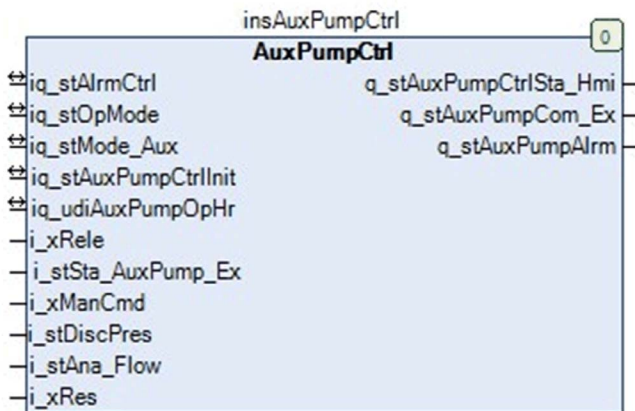 insAuxPumpCtrl
0
AuxPumpCtrl
iq_stAlrmCtrl
q_stAuxPumpCtrlSta_Hmi
iq_stOpMode
q_stAuxPumpCom_Ex
iq_stMode_Aux
q_stAuxPumpAlrm
iq_stAuxPumpCtrlInit
iq_udiAuxPumpOpHr
i_xRele
i_stSta_AuxPump_Ex
i_xManCmd
i_stDiscPres
i_stAna_Flow
i_xRes